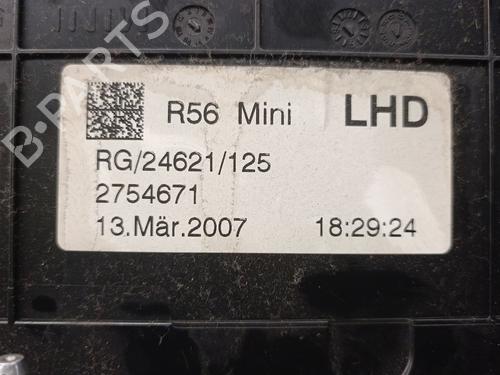 R56 Mini LHD
RG/24621/125
2754671
13.Mär.2007 18:29:24
B-PARTS